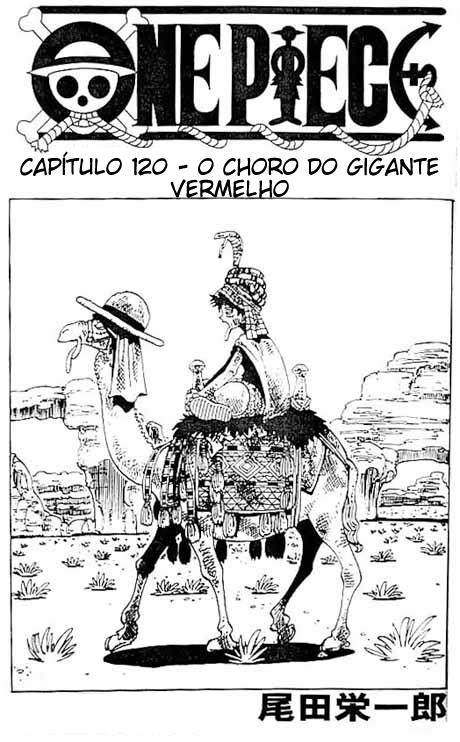 ONE PIECE
CAPÍTULO 120 - O CHORO DO GIGANTE
VERMELHO
尾田栄一郎